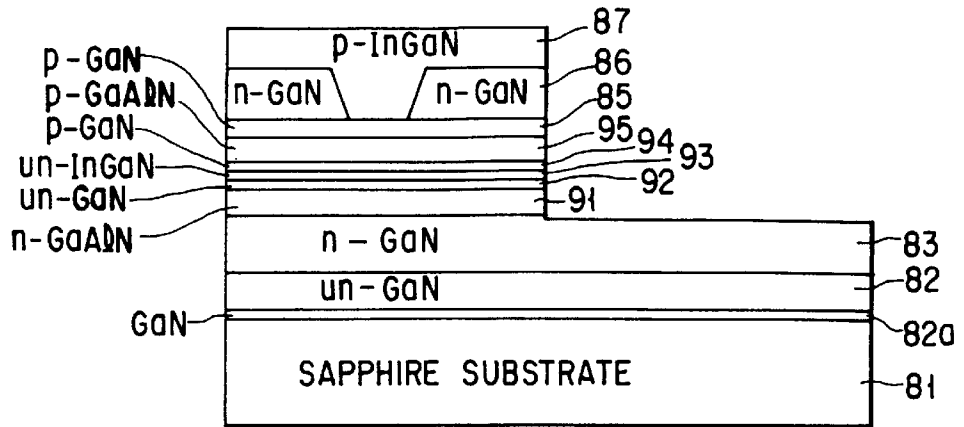 87
p-InGaN
p-GaN
86
n-GaN n-GaN
p-GaAlN
85
p-GaN
95
94
un-InGaN
93
92
un-GaN
91
n-GaAlN
n-GaN
83
un-GaN
82
GaN
82a
SAPPHIRE SUBSTRATE
81